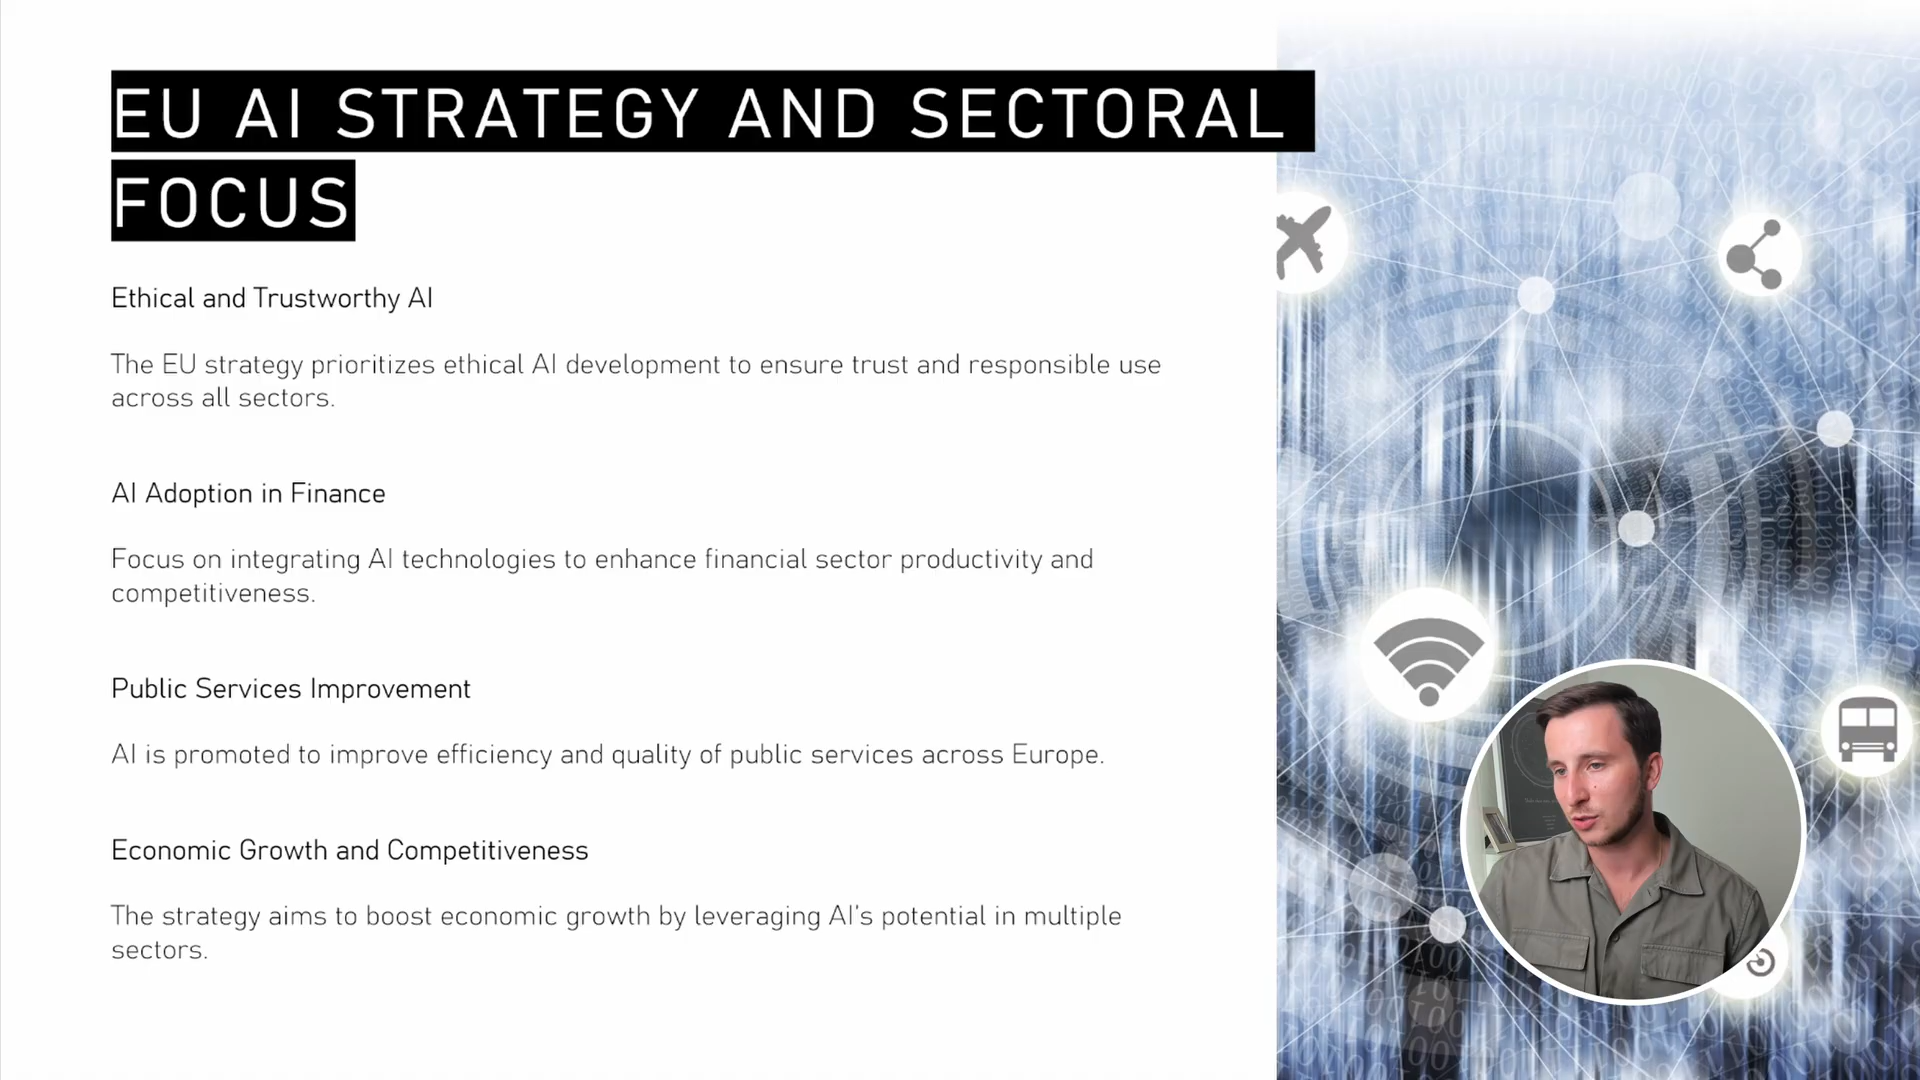 EU AI STRATEGY AND SECTORAL
FOCUS
Ethical and Trustworthy AI
The EU strategy prioritizes ethical AI development to ensure trust and responsible use
across all sectors.
AI Adoption in Finance
Focus on integrating AI technologies to enhance financial sector productivity and
competitiveness.
Public Services Improvement
AI is promoted to improve efficiency and quality of public services across Europe.
Economic Growth and Competitiveness
The strategy aims to boost economic growth by leveraging AI's potential in multiple
sectors.